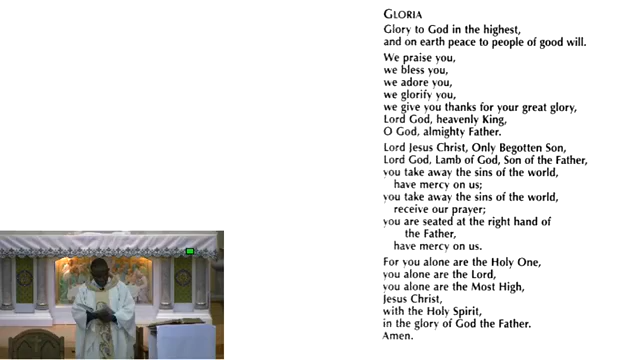 GLORIA
Glory to God in the highest,
and on earth peace to people of good will.
We praise you,
we bless you,
we adore you,
we glorify you,
we give you thanks for your great glory,
Lord God, heavenly King,
O God, almighty Father.
Lord Jesus Christ, Only Begotten Son,
Lord God, Lamb of God, Son of the Father,
you take away the sins of the world,
have mercy on us;
you take away the sins of the world,
receive our prayer;
you are seated at the right hand of
the Father,
have mercy on us.
For you alone are the Holy One,
you alone are the Lord,
you alone are the Most High,
Jesus Christ,
with the Holy Spirit,
in the glory of God the Father.
Amen.